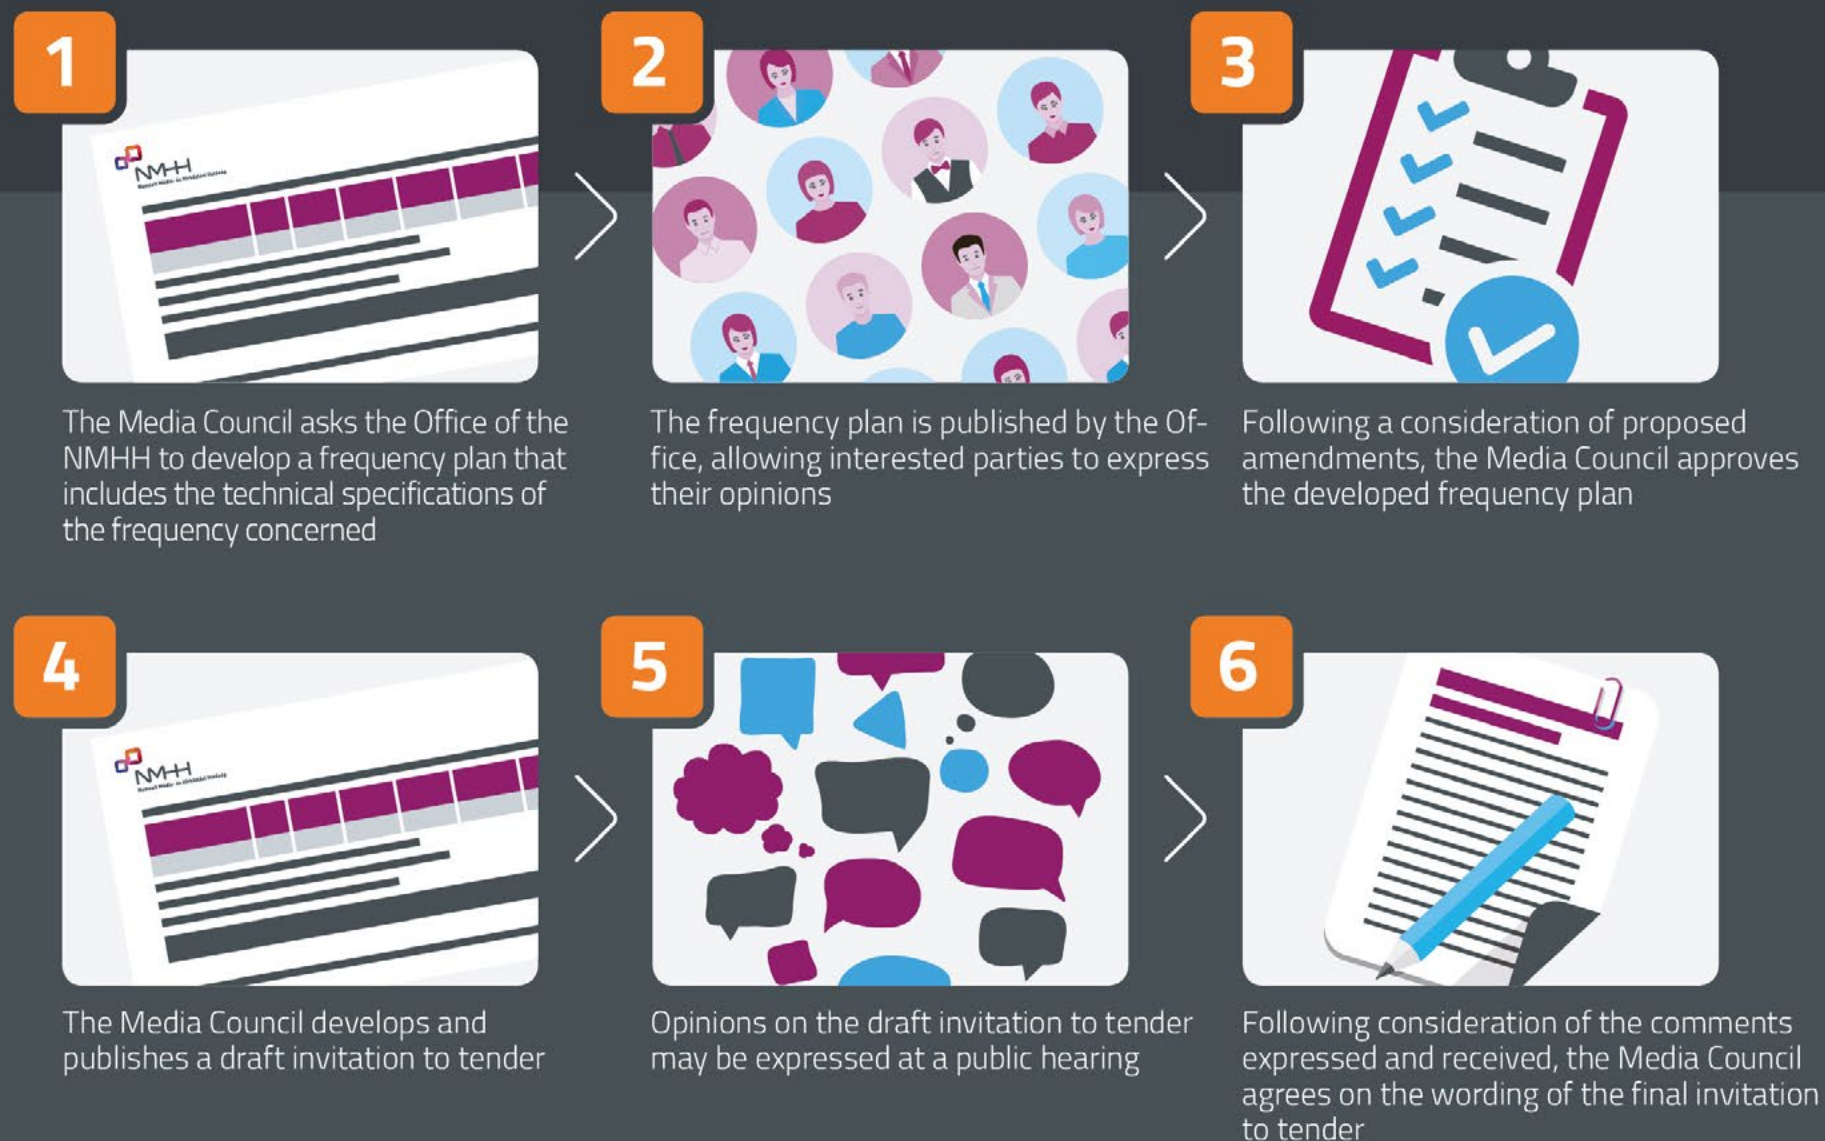 1
NMHH
The Media Council asks the Office of the
NMHH to develop a frequency plan that
includes the technical specifications of
the frequency concerned
2
The frequency plan is published by the Of-
fice, allowing interested parties to express
their opinions
3
Following a consideration of proposed
amendments, the Media Council approves
the developed frequency plan
4
NMHH
The Media Council develops and
publishes a draft invitation to tender
5
Opinions on the draft invitation to tender
may be expressed at a public hearing
6
Following consideration of the comments
expressed and received, the Media Council
agrees on the wording of the final invitation
to tender